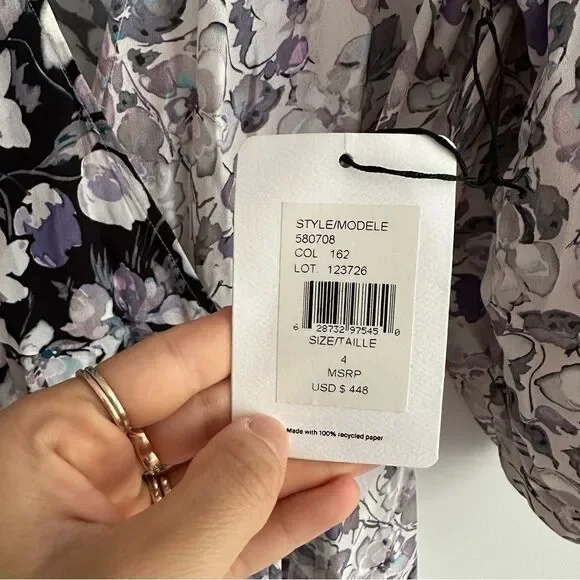 STYLE/MODELE
580708
COL 162
LOT. 123726
6 28732 97545 0
SIZE/TAILLE
4
MSRP
USD $ 448
Made with 100% recycled paper